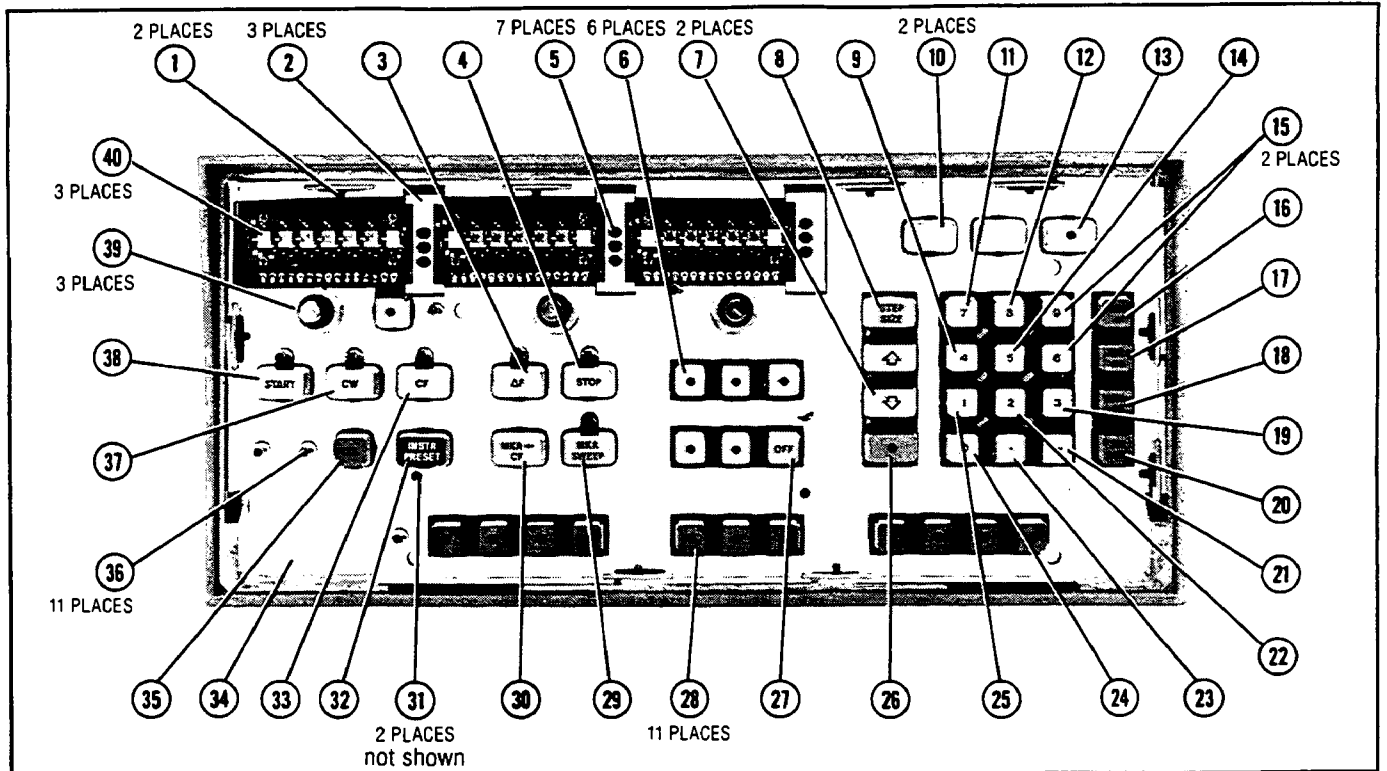 2 PLACES 3 PLACES 7 PLACES 6 PLACES 2 PLACES 2 PLACES
1 2 3 4 5 6 7 8 9 10 11 12 13 14
15
2 PLACES
40
3 PLACES
16
39
3 PLACES
17
STEP SIZE 7 8 9
38
START CW CF ΔF STOP
4 5 6
18
37
1 2 3
19
INSTR PRESET MKR→ CF MKR SWEEP OFF
20
36
11 PLACES
21
22
35 34 33 32 31 30 29 28 27 26 25 24 23
2 PLACES
not shown
11 PLACES